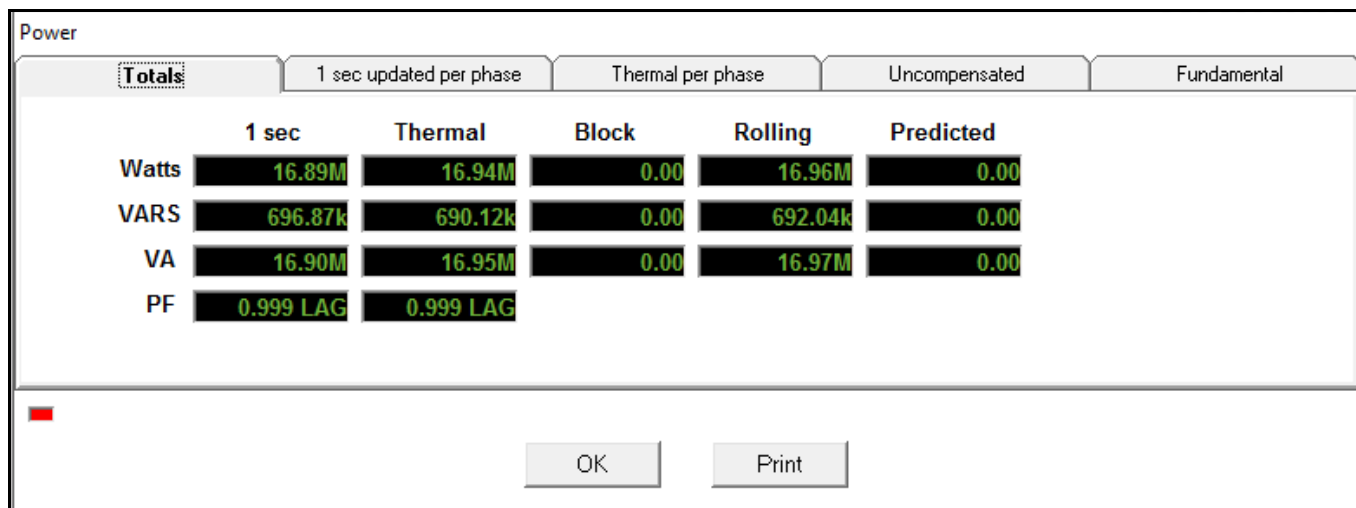 Power
Totals 1 sec updated per phase Thermal per phase Uncompensated Fundamental
1 sec Thermal Block Rolling Predicted
Watts 16.89M 16.94M 0.00 16.96M 0.00
VARS 696.87k 690.12k 0.00 692.04k 0.00
VA 16.90M 16.95M 0.00 16.97M 0.00
PF 0.999 LAG 0.999 LAG
OK Print